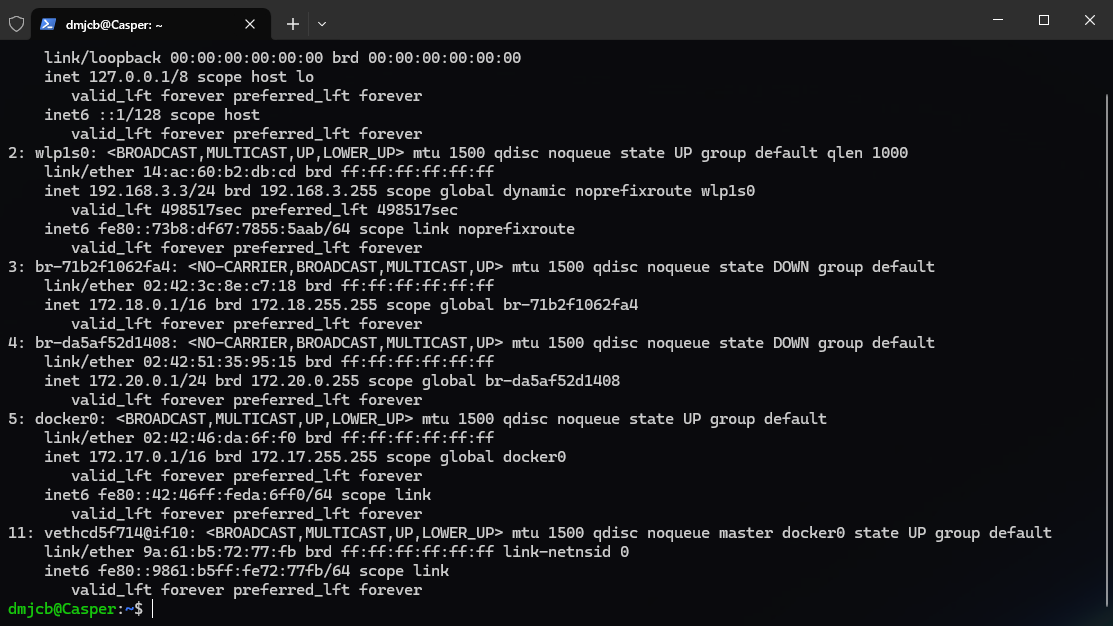 dmjcb@Casper: ~
link/loopback 00:00:00:00:00:00 brd 00:00:00:00:00:00
inet 127.0.0.1/8 scope host lo
valid_lft forever preferred_lft forever
inet6 ::1/128 scope host
valid_lft forever preferred_lft forever
2: wlp1s0: <BROADCAST,MULTICAST,UP,LOWER_UP> mtu 1500 qdisc noqueue state UP group default qlen 1000
link/ether 14:ac:60:b2:db:cd brd ff:ff:ff:ff:ff:ff
inet 192.168.3.3/24 brd 192.168.3.255 scope global dynamic noprefixroute wlp1s0
valid_lft 498517sec preferred_lft 498517sec
inet6 fe80::73b8:df67:7855:5aab/64 scope link noprefixroute
valid_lft forever preferred_lft forever
3: br-71b2f1062fa4: <NO-CARRIER,BROADCAST,MULTICAST,UP> mtu 1500 qdisc noqueue state DOWN group default
link/ether 02:42:3c:8e:c7:18 brd ff:ff:ff:ff:ff:ff
inet 172.18.0.1/16 brd 172.18.255.255 scope global br-71b2f1062fa4
valid_lft forever preferred_lft forever
4: br-da5af52d1408: <NO-CARRIER,BROADCAST,MULTICAST,UP> mtu 1500 qdisc noqueue state DOWN group default
link/ether 02:42:51:35:95:15 brd ff:ff:ff:ff:ff:ff
inet 172.20.0.1/24 brd 172.20.0.255 scope global br-da5af52d1408
valid_lft forever preferred_lft forever
5: docker0: <BROADCAST,MULTICAST,UP,LOWER_UP> mtu 1500 qdisc noqueue state UP group default
link/ether 02:42:46:da:6f:f0 brd ff:ff:ff:ff:ff:ff
inet 172.17.0.1/16 brd 172.17.255.255 scope global docker0
valid_lft forever preferred_lft forever
inet6 fe80::42:46ff:feda:6ff0/64 scope link
valid_lft forever preferred_lft forever
11: vethcd5f714@if10: <BROADCAST,MULTICAST,UP,LOWER_UP> mtu 1500 qdisc noqueue master docker0 state UP group default
link/ether 9a:61:b5:72:77:fb brd ff:ff:ff:ff:ff:ff link-netnsid 0
inet6 fe80::9861:b5ff:fe72:77fb/64 scope link
valid_lft forever preferred_lft forever
dmjcb@Casper:~$